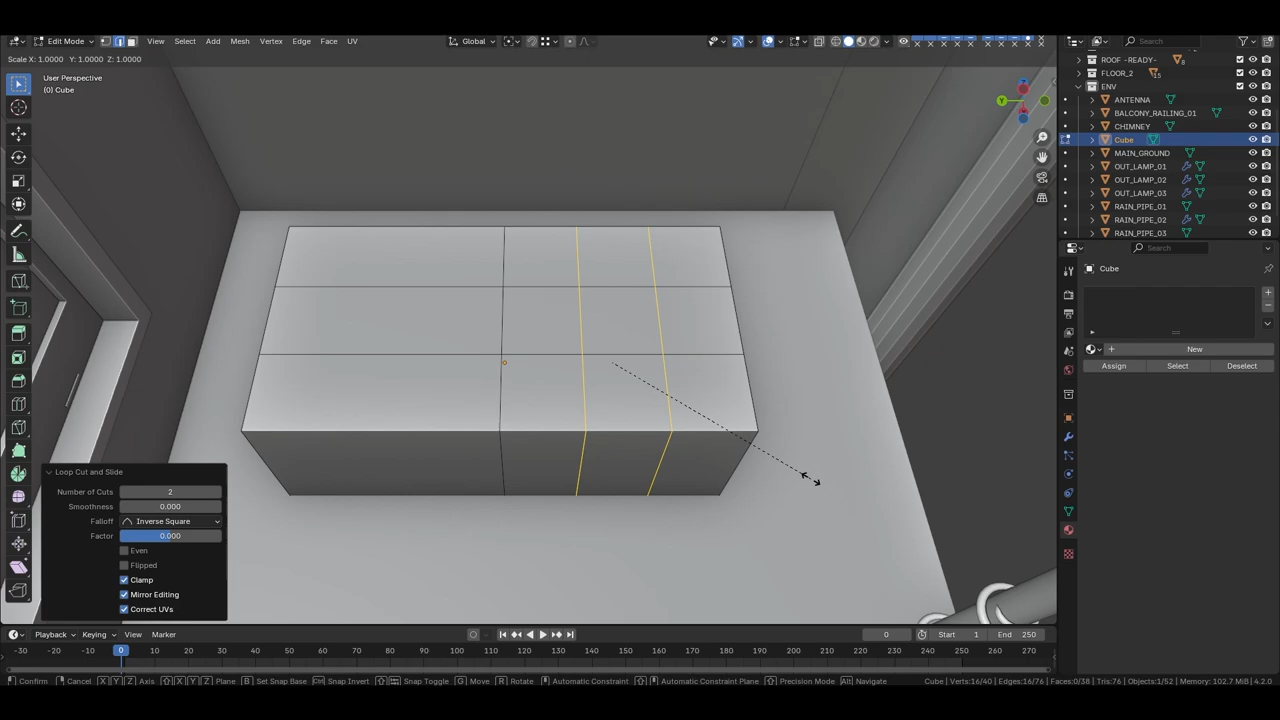 Edit Mode View Select Add Mesh Vertex Edge Face UV Global Search
Scale X: 1.0000 Y: 1.0000 Z: 1.0000
User Perspective
(0) Cube
Y
ROOF -READY- 8
FLOOR_2 15
ENV
ANTENNA
BALCONY_RAILING_01
CHIMNEY
Cube
MAIN_GROUND
OUT_LAMP_01
OUT_LAMP_02
OUT_LAMP_03
RAIN_PIPE_01
RAIN_PIPE_02
RAIN_PIPE_03
Search
Cube
New
Assign Select Deselect
Loop Cut and Slide
Number of Cuts 2
Smoothness 0.000
Falloff Inverse Square
Factor 0.000
Even
Flipped
Clamp
Mirror Editing
Correct UVs
Playback Keying View Marker 0 Start 1 End 250
-30 -20 -10 0 10 20 30 40 50 60 70 80 90 100 110 120 130 140 150 160 170 180 190 200 210 220 230 240 250 260 270
Confirm Cancel X Y Z Axis X Y Z Plane B Set Snap Base Ctrl Snap Invert Snap Toggle G Move R Rotate Automatic Constraint Automatic Constraint Plane Precision Mode Alt Navigate Cube | Verts:16/40 | Edges:16/76 | Faces:0/38 | Tris:76 | Objects:1/52 | Memory: 102.7 MiB | 4.2.0